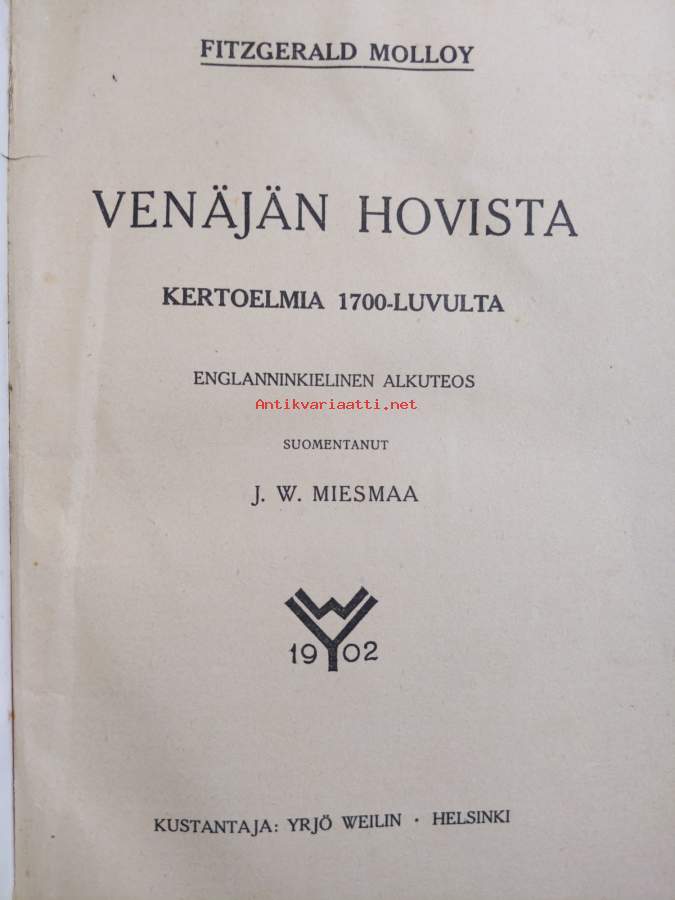 FITZGERALD MOLLOY
VENÄJÄN HOVISTA
KERTOELMIA 1700-LUVULTA
ENGLANNINKIELINEN ALKUTEOS
Antikvariaatti.net
SUOMENTANUT
J. W. MIESMAA
WY
19 02
KUSTANTAJA: YRJÖ WEILIN · HELSINKI